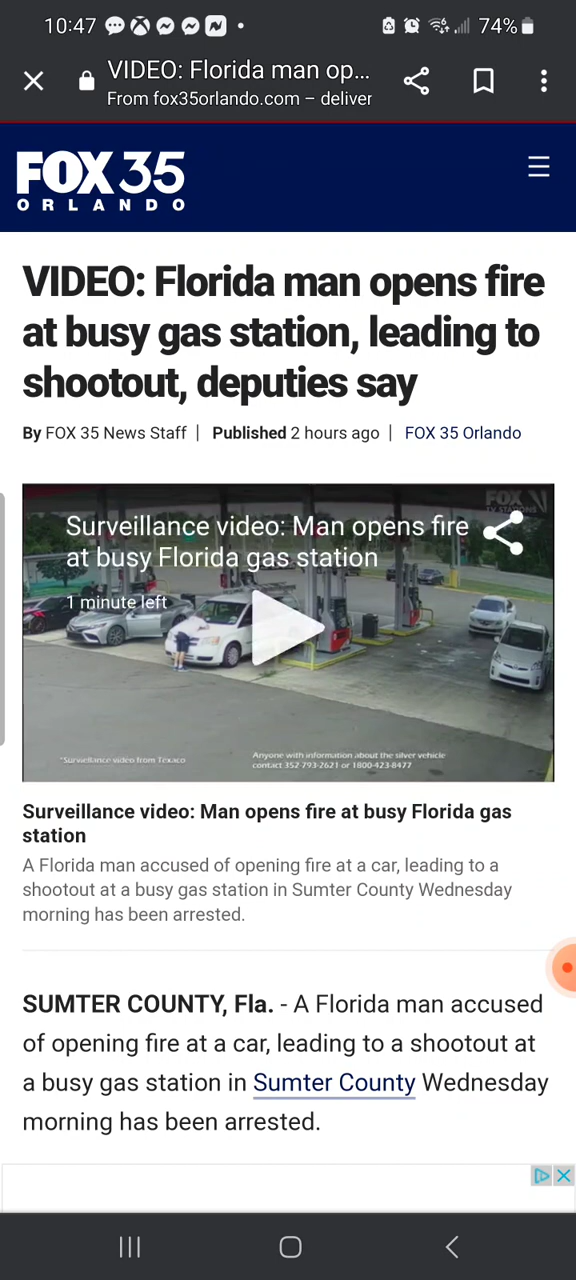 10:47
74%
VIDEO: Florida man op...
From fox35orlando.com – deliver
FOX 35
ORLANDO
VIDEO: Florida man opens fire
at busy gas station, leading to
shootout, deputies say
By FOX 35 News Staff | Published 2 hours ago | FOX 35 Orlando
FOX
TV STATIONS
Surveillance video: Man opens fire
at busy Florida gas station
1 minute left
*Surveillance video from Texaco
Anyone with information about the silver vehicle
contact 352-793-2621 or 1800-423-8477
Surveillance video: Man opens fire at busy Florida gas
station
A Florida man accused of opening fire at a car, leading to a
shootout at a busy gas station in Sumter County Wednesday
morning has been arrested.
SUMTER COUNTY, Fla. - A Florida man accused
of opening fire at a car, leading to a shootout at
a busy gas station in Sumter County Wednesday
morning has been arrested.